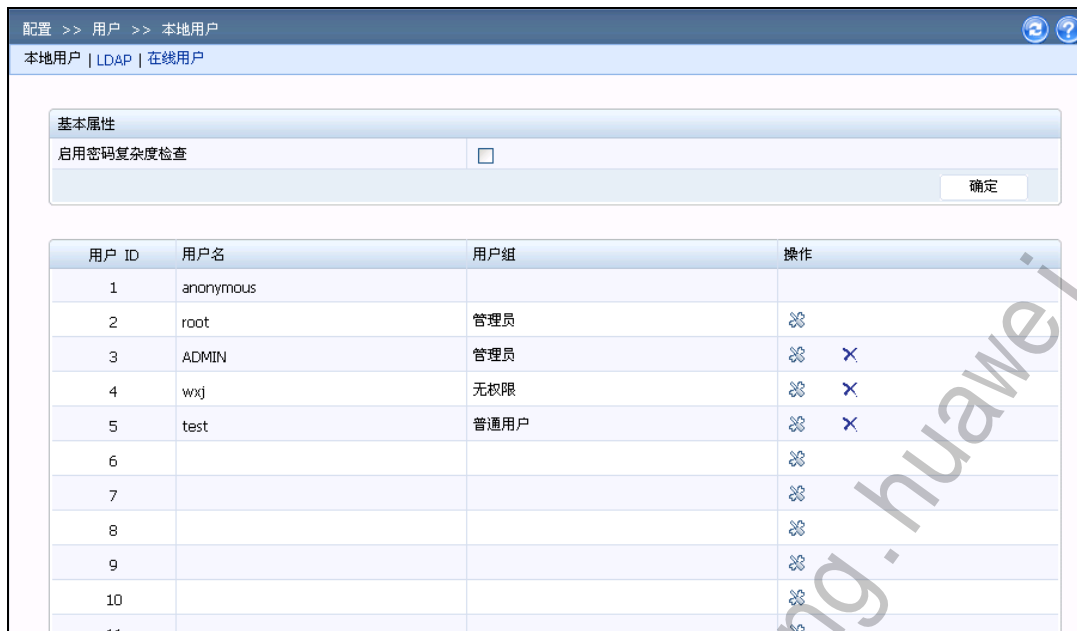 配置 >> 用户 >> 本地用户
本地用户 | LDAP | 在线用户
基本属性
启用密码复杂度检查
确定
用户 ID 用户名 用户组 操作
1 anonymous
2 root 管理员
3 ADMIN 管理员
4 wxj 无权限
5 test 普通用户
6
7
8
9
10
ng.huawei